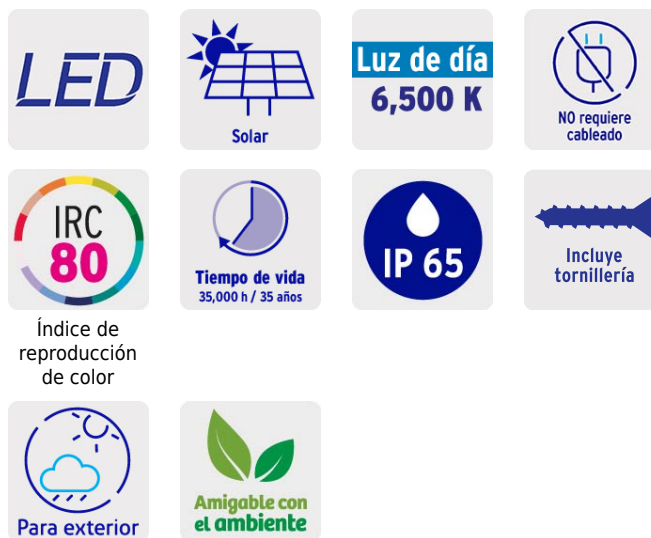 LED
Solar
Luz de día
6,500 K
NO requiere
cableado
IRC
80
Índice de
reproducción
de color
Tiempo de vida
35,000 h / 35 años
IP 65
Incluye
tornillería
Para exterior
Amigable con
el ambiente